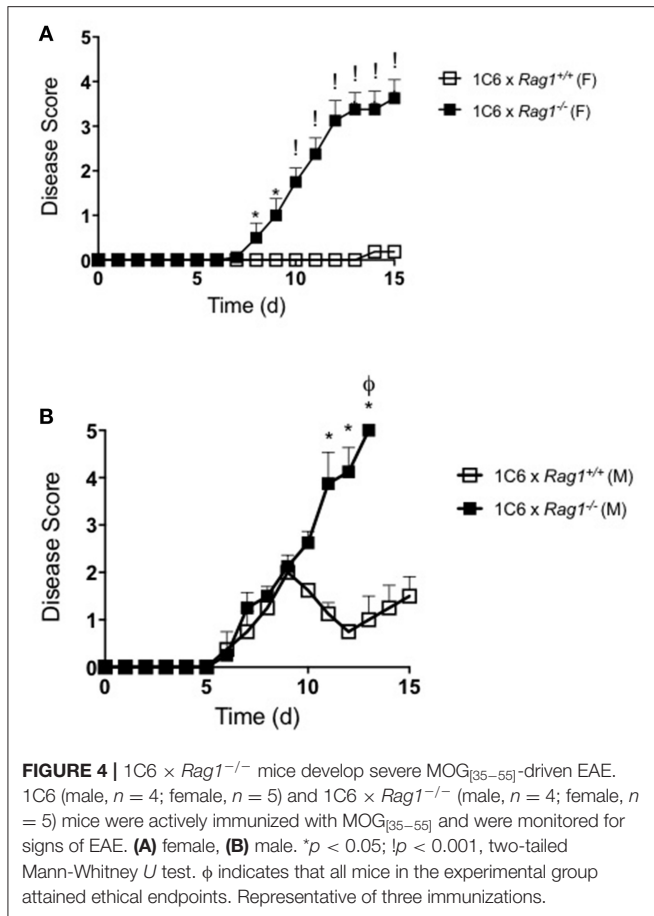 A
5
4
3
2
1
0
Disease Score
* * ! ! ! ! ! !
0 5 10 15
Time (d)
1C6 x Rag1+/+ (F)
1C6 x Rag1-/- (F)
B
5
4
3
2
1
0
Disease Score
ϕ
* * *
0 5 10 15
Time (d)
1C6 x Rag1+/+ (M)
1C6 x Rag1-/- (M)
FIGURE 4 | 1C6 × Rag1−/− mice develop severe MOG[35−55]-driven EAE.
1C6 (male, n = 4; female, n = 5) and 1C6 × Rag1−/− (male, n = 4; female, n
= 5) mice were actively immunized with MOG[35−55] and were monitored for
signs of EAE. (A) female, (B) male. *p < 0.05; !p < 0.001, two-tailed
Mann-Whitney U test. ϕ indicates that all mice in the experimental group
attained ethical endpoints. Representative of three immunizations.